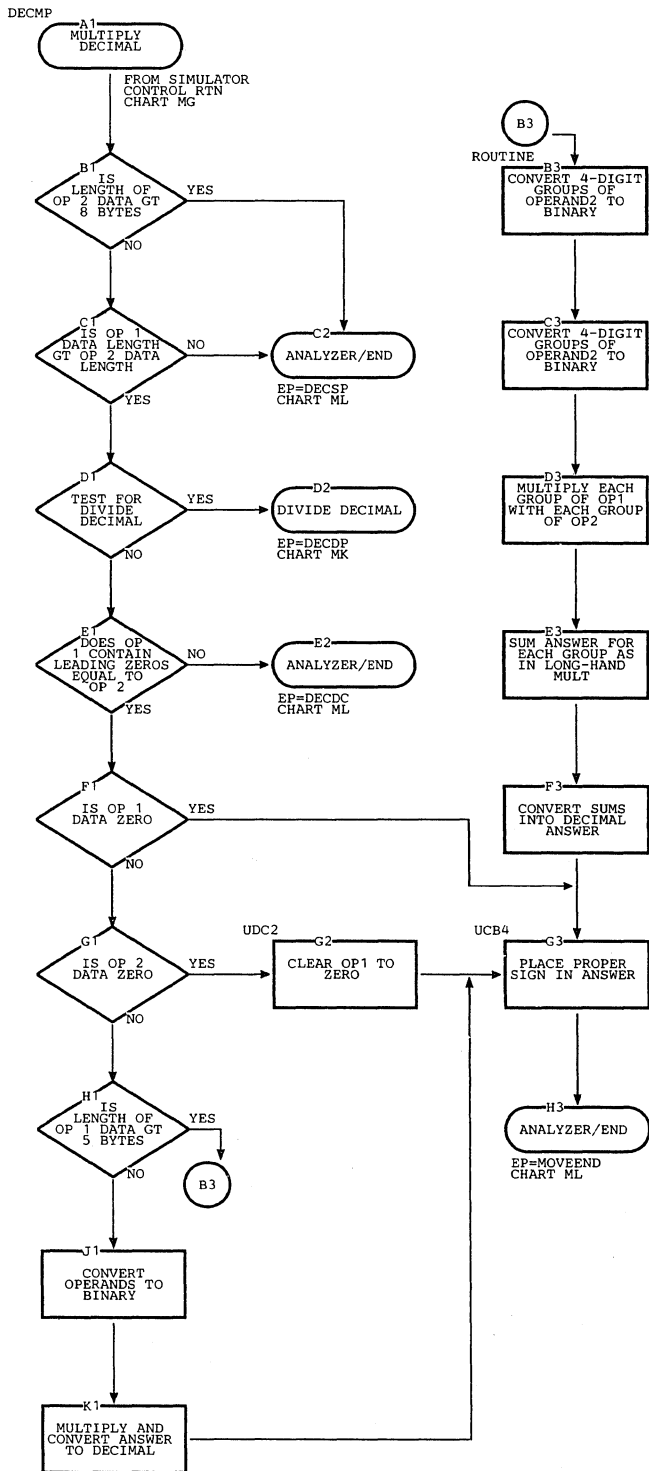 DECMP
A1
MULTIPLY
DECIMAL
FROM SIMULATOR
CONTROL RTN
CHART MG
B1
IS
LENGTH OF
OP 2 DATA GT
8 BYTES
YES
NO
C1
IS OP 1
DATA LENGTH
GT OP 2 DATA
LENGTH
NO
YES
C2
ANALYZER/END
EP=DECSP
CHART ML
D1
TEST FOR
DIVIDE
DECIMAL
YES
NO
D2
DIVIDE DECIMAL
EP=DECDP
CHART MK
E1
DOES OP
1 CONTAIN
LEADING ZEROS
EQUAL TO
OP 2
NO
YES
E2
ANALYZER/END
EP=DECDC
CHART ML
F1
IS OP 1
DATA ZERO
YES
NO
G1
IS OP 2
DATA ZERO
YES
NO
UDC2
G2
CLEAR OP1 TO
ZERO
H1
IS
LENGTH OF
OP 1 DATA GT
5 BYTES
YES
NO
B3
J1
CONVERT
OPERANDS TO
BINARY
K1
MULTIPLY AND
CONVERT ANSWER
TO DECIMAL
B3
ROUTINE
B3
CONVERT 4-DIGIT
GROUPS OF
OPERAND2 TO
BINARY
C3
CONVERT 4-DIGIT
GROUPS OF
OPERAND2 TO
BINARY
D3
MULTIPLY EACH
GROUP OF OP1
WITH EACH GROUP
OF OP2
E3
SUM ANSWER FOR
EACH GROUP AS
IN LONG-HAND
MULT
F3
CONVERT SUMS
INTO DECIMAL
ANSWER
UCB4
G3
PLACE PROPER
SIGN IN ANSWER
H3
ANALYZER/END
EP=MOVEEND
CHART ML